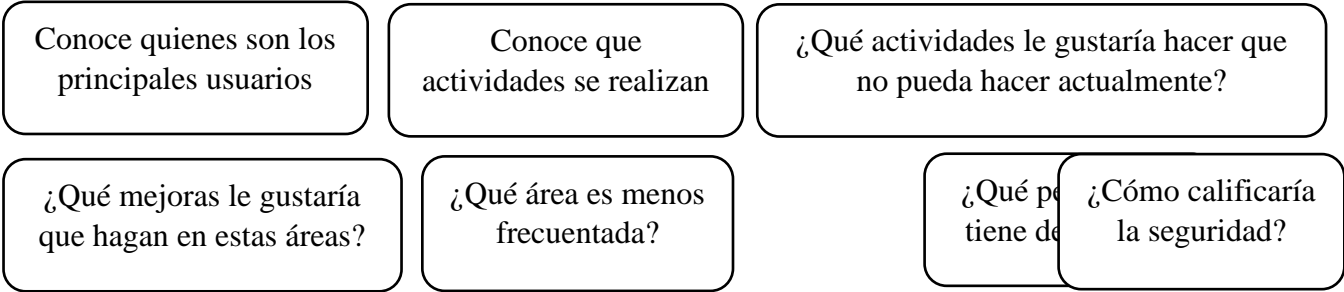 Conoce quienes son los
principales usuarios
Conoce que
actividades se realizan
¿Qué actividades le gustaría hacer que
no pueda hacer actualmente?
¿Qué mejoras le gustaría
que hagan en estas áreas?
¿Qué área es menos
frecuentada?
¿Qué
tiene
¿Cómo calificaría
la seguridad?